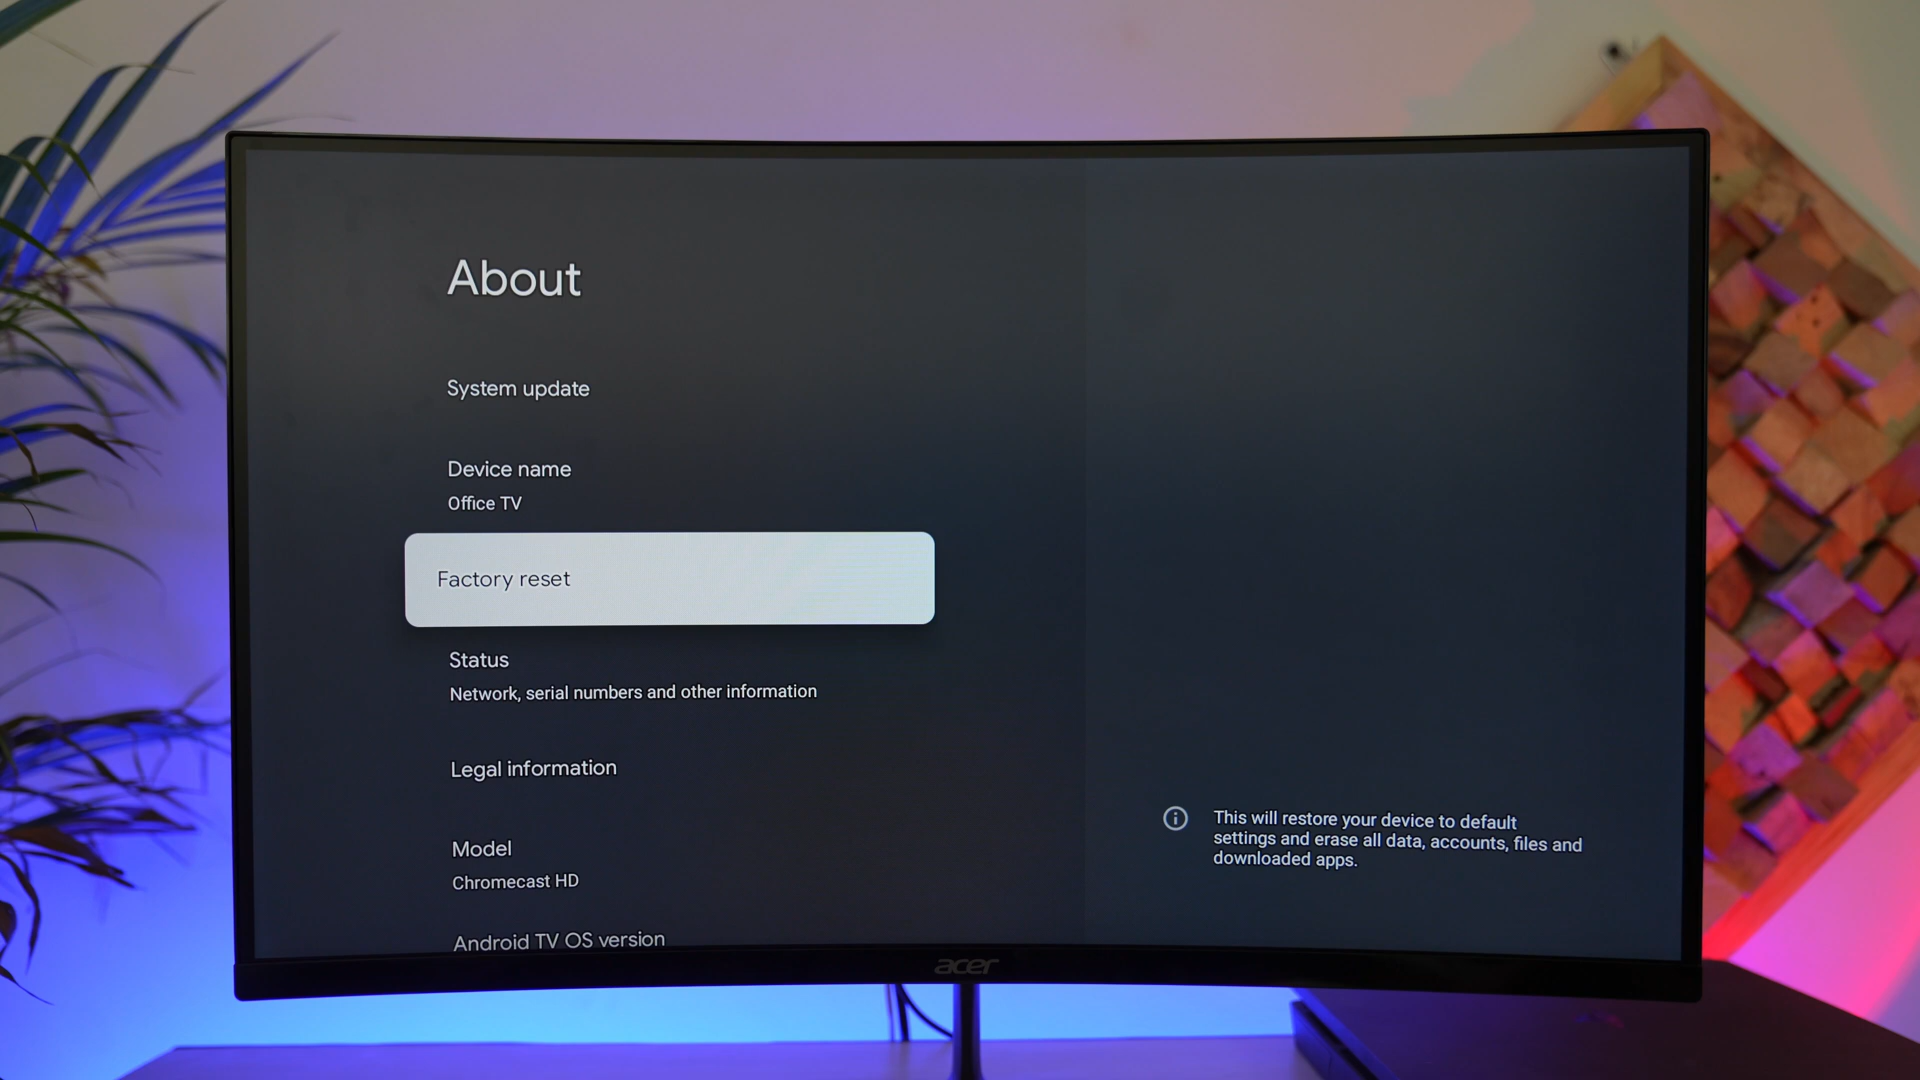 About
System update
Device name
Office TV
Factory reset
Status
Network, serial numbers and other information
Legal information
Model
Chromecast HD
Android TV OS version
This will restore your device to default
settings and erase all data, accounts, files and
downloaded apps.
acer